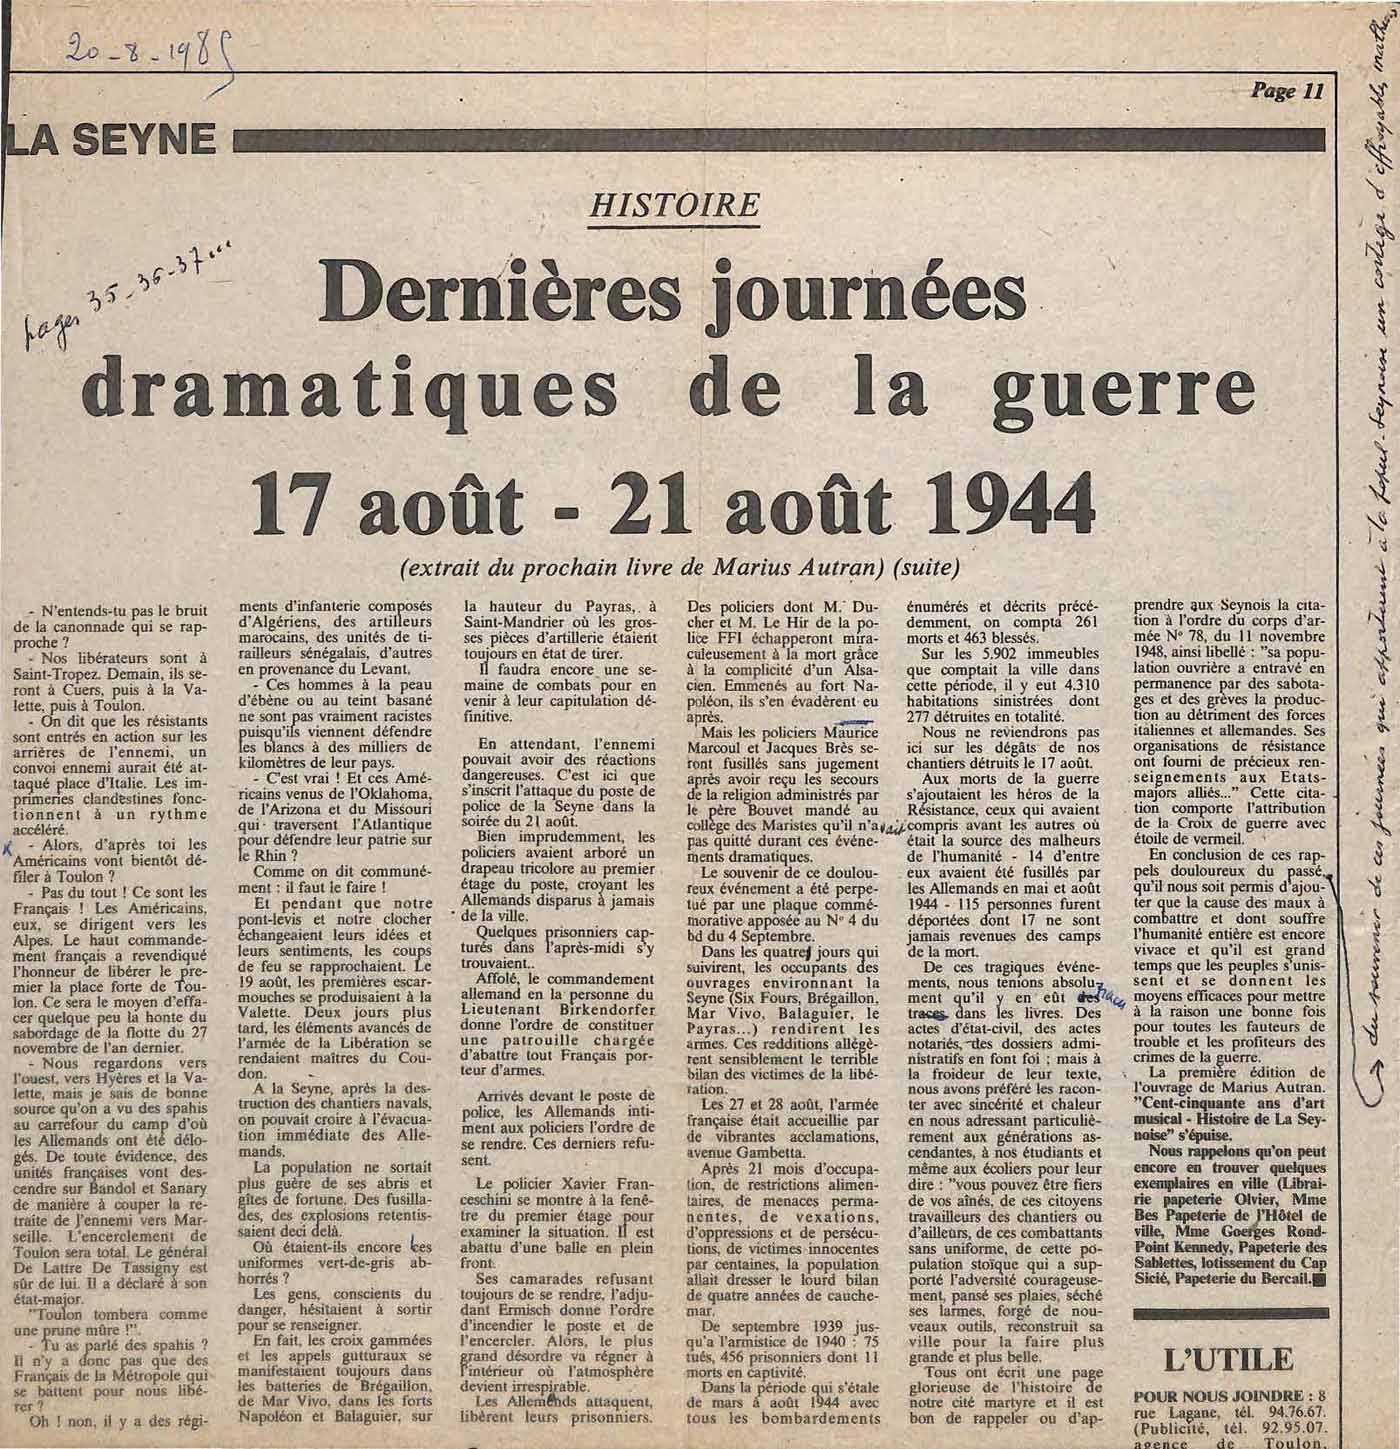 20-8-1985
Page 11
LA SEYNE
HISTOIRE
pages 35-36-37...
Dernières journées
dramatiques de la guerre
17 août - 21 août 1944
(extrait du prochain livre de Marius Autran) (suite)
- N'entends-tu pas le bruit
de la canonnade qui se rap-
proche ?
- Nos libérateurs sont à
Saint-Tropez. Demain, ils se-
ront à Cuers, puis à la Va-
lette, puis à Toulon.
- On dit que les résistants
sont entrés en action sur les
arrières de l'ennemi, un
convoi ennemi aurait été at-
taqué place d'Italie. Les im-
primeries clandestines fonc-
tionnent à un rythme
accéléré.
- Alors, d'après toi les
Américains vont bientôt dé-
filer à Toulon ?
- Pas du tout ! Ce sont les
Français ! Les Américains,
eux, se dirigent vers les
Alpes. Le haut commande-
ment français a revendiqué
l'honneur de libérer le pre-
mier la place forte de Tou-
lon. Ce sera le moyen d'effa-
cer quelque peu la honte du
sabordage de la flotte du 27
novembre de l'an dernier.
- Nous regardons vers
l'ouest, vers Hyères et la Va-
lette, mais je sais de bonne
source qu'on a vu des spahis
au carrefour du camp d'où
les Allemands ont été délo-
gés. De toute évidence, des
unités françaises vont des-
cendre sur Bandol et Sanary
de manière à couper la re-
traite de l'ennemi vers Mar-
seille. L'encerclement de
Toulon sera total. Le général
De Lattre De Tassigny est
sûr de lui. Il a déclaré à son
état-major.
"Toulon tombera comme
une prune mûre !".
- Tu as parlé des spahis ?
Il n'y a donc pas que des
Français de la Métropole qui
se battent pour nous libé-
rer ?
Oh ! non, il y a des régi-
ments d'infanterie composés
d'Algériens, des artilleurs
marocains, des unités de ti-
railleurs sénégalais, d'autres
en provenance du Levant.
- Ces hommes à la peau
d'ébène ou au teint basané
ne sont pas vraiment racistes
puisqu'ils viennent défendre
les blancs à des milliers de
kilomètres de leur pays.
- C'est vrai ! Et ces Amé-
ricains venus de l'Oklahoma,
de l'Arizona et du Missouri
qui traversent l'Atlantique
pour défendre leur patrie sur
le Rhin ?
Comme on dit communé-
ment : il faut le faire !
Et pendant que notre
pont-levis et notre clocher
échangeaient leurs idées et
leurs sentiments, les coups
de feu se rapprochaient. Le
19 août, les premières escar-
mouches se produisaient à la
Valette. Deux jours plus
tard, les éléments avancés de
l'armée de la Libération se
rendaient maîtres du Cou-
don.
A la Seyne, après la des-
truction des chantiers navals,
on pouvait croire à l'évacua-
tion immédiate des Alle-
mands.
La population ne sortait
plus guère de ses abris et
gîtes de fortune. Des fusilla-
des, des explosions retentis-
saient deci delà.
Où étaient-ils encore les
uniformes vert-de-gris ab-
horrés ?
Les gens, conscients du
danger, hésitaient à sortir
pour se renseigner.
En fait, les croix gammées
et les appels gutturaux se
manifestaient toujours dans
les batteries de Brégaillon,
de Mar Vivo, dans les forts
Napoléon et Balaguier, sur
la hauteur du Payras, à
Saint-Mandrier où les gros-
ses pièces d'artillerie étaient
toujours en état de tirer.
Il faudra encore une se-
maine de combats pour en
venir à leur capitulation dé-
finitive.
En attendant, l'ennemi
pouvait avoir des réactions
dangereuses. C'est ici que
s'inscrit l'attaque du poste de
police de la Seyne dans la
soirée du 21 août.
Bien imprudemment, les
policiers avaient arboré un
drapeau tricolore au premier
étage du poste, croyant les
Allemands disparus à jamais
de la ville.
Quelques prisonniers cap-
turés dans l'après-midi s'y
trouvaient..
Affolé, le commandement
allemand en la personne du
Lieutenant Birkendorfer
donne l'ordre de constituer
une patrouille chargée
d'abattre tout Français por-
teur d'armes.
Arrivés devant le poste de
police, les Allemands inti-
ment aux policiers l'ordre de
se rendre. Ces derniers refu-
sent.
Le policier Xavier Fran-
ceschini se montre à la fenê-
tre du premier étage pour
examiner la situation. Il est
abattu d'une balle en plein
front.
Ses camarades refusant
toujours de se rendre, l'adju-
dant Ermisch donne l'ordre
d'incendier le poste et de
l'encercler. Alors, le plus
grand désordre va régner à
l'intérieur où l'atmosphère
devient irrespirable.
Les Allemends attaquent,
libèrent leurs prisonniers.
Des policiers dont M. Du-
cher et M. Le Hir de la po-
lice FFI échapperont mira-
culeusement à la mort grâce
à la complicité d'un Alsa-
cien. Emmenés au fort Na-
poléon, ils s'en évadèrent eu
après.
Mais les policiers Maurice
Marcoul et Jacques Brès se-
ront fusillés sans jugement
après avoir reçu les secours
de la religion administrés par
le père Bouvet mandé au
collège des Maristes qu'il n'avait
pas quitté durant ces événe-
ments dramatiques.
Le souvenir de ce doulou-
reux événement a été perpé-
tué par une plaque commé-
morative apposée au N° 4 du
bd du 4 Septembre.
Dans les quatre jours qui
suivirent, les occupants des
ouvrages environnant la
Seyne (Six Fours, Brégaillon,
Mar Vivo, Balaguier, le
Payras...) rendirent les
armes. Ces redditions allégè-
rent sensiblement le terrible
bilan des victimes de la libé-
ration.
Les 27 et 28 août, l'armée
française était accueillie par
de vibrantes acclamations,
avenue Gambetta.
Après 21 mois d'occupa-
tion, de restrictions alimen-
taires, de menaces perma-
nentes, de vexations,
d'oppressions et de persécu-
tions, de victimes innocentes
par centaines, la population
allait dresser le lourd bilan
de quatre années de cauche-
mar.
De septembre 1939 jus-
qu'a l'armistice de 1940 : 75
tués, 456 prisonniers dont 11
morts en captivité.
Dans la période qui s'étale
de mars à août 1944 avec
tous les bombardements
énumérés et décrits précé-
demment, on compta 261
morts et 463 blessés.
Sur les 5.902 immeubles
que comptait la ville dans
cette période, il y eut 4.310
habitations sinistrées dont
277 détruites en totalité.
Nous ne reviendrons pas
ici sur les dégâts de nos
chantiers détruits le 17 août.
Aux morts de la guerre
s'ajoutaient les héros de la
Résistance, ceux qui avaient
compris avant les autres où
était la source des malheurs
de l'humanité - 14 d'entre
eux avaient été fusillés par
les Allemands en mai et août
1944 - 115 personnes furent
déportées dont 17 ne sont
jamais revenues des camps
de la mort.
De ces tragiques événe-
ments, nous tenions absolu-
ment qu'il y en eût des traces
traces dans les livres. Des
actes d'état-civil, des actes
notariés, des dossiers admi-
nistratifs en font foi ; mais à
la froideur de leur texte,
nous avons préféré les racon-
ter avec sincérité et chaleur
en nous adressant particuliè-
rement aux générations as-
cendantes, à nos étudiants et
même aux écoliers pour leur
dire : "vous pouvez être fiers
de vos aînés, de ces citoyens
travailleurs des chantiers ou
d'ailleurs, de ces combattants
sans uniforme, de cette po-
pulation stoïque qui a sup-
porté l'adversité courageuse-
ment, pansé ses plaies, séché
ses larmes, forgé de nou-
veaux outils, reconstruit sa
ville pour la faire plus
grande et plus belle.
Tous ont écrit une page
glorieuse de l'histoire de
notre cité martyre et il est
bon de rappeler ou d'ap-
prendre aux Seynois la cita-
tion à l'ordre du corps d'ar-
mée N° 78, du 11 novembre
1948, ainsi libellé : "sa popu-
lation ouvrière a entravé en
permanence par des sabota-
ges et des grèves la produc-
tion au détriment des forces
italiennes et allemandes. Ses
organisations de résistance
ont fourni de précieux ren-
seignements aux Etats-
majors alliés..." Cette cita-
tion comporte l'attribution
de la Croix de guerre avec
étoile de vermeil.
En conclusion de ces rap-
pels douloureux du passé,
qu'il nous soit permis d'ajou-
ter que la cause des maux à
combattre et dont souffre
l'humanité entière est encore
vivace et qu'il est grand
temps que les peuples s'unis-
sent et se donnent les
moyens efficaces pour mettre
à la raison une bonne fois
pour toutes les fauteurs de
trouble et les profiteurs des
crimes de la guerre.
La première édition de
l'ouvrage de Marius Autran.
"Cent-cinquante ans d'art
musical - Histoire de La Sey-
noise" s'épuise.
Nous rappelons qu'on peut
encore en trouver quelques
exemplaires en ville (Librai-
rie papeterie Olvier, Mme
Bes Papeterie de l'Hôtel de
ville, Mme Goerges Rond-
Point Kennedy, Papeterie des
Sablettes, lotissement du Cap
Sicié, Papeterie du Bercail.
L'UTILE
POUR NOUS JOINDRE : 8
rue Lagane, tél. 94.76.67.
(Publicité, tél. 92.95.07.
agence de Toulon.
du souvenir de ces journées qui apportaient à la popul. Seynoise son cortège d'effroyables malheurs